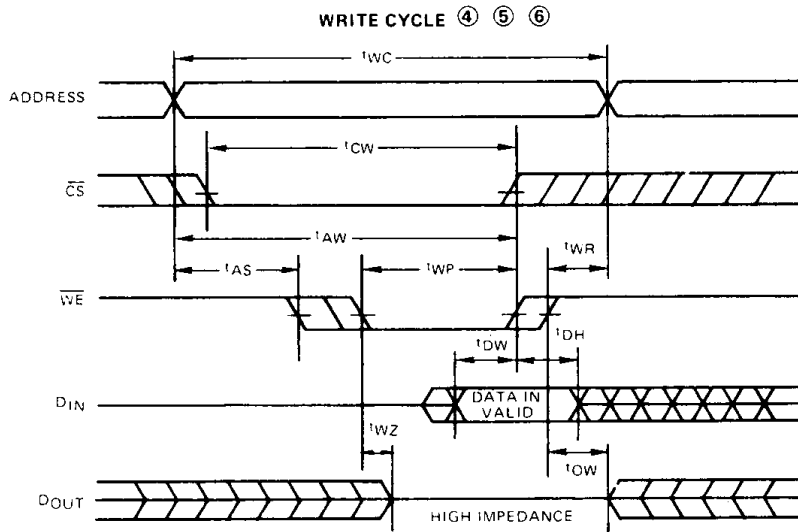 WRITE CYCLE ④ ⑤ ⑥
tWC
ADDRESS
tCW
CS
tAW
tWR
tAS
tWP
WE
tDH
tDW
DIN
DATA IN
VALID
tWZ
tOW
DOUT
HIGH IMPEDANCE